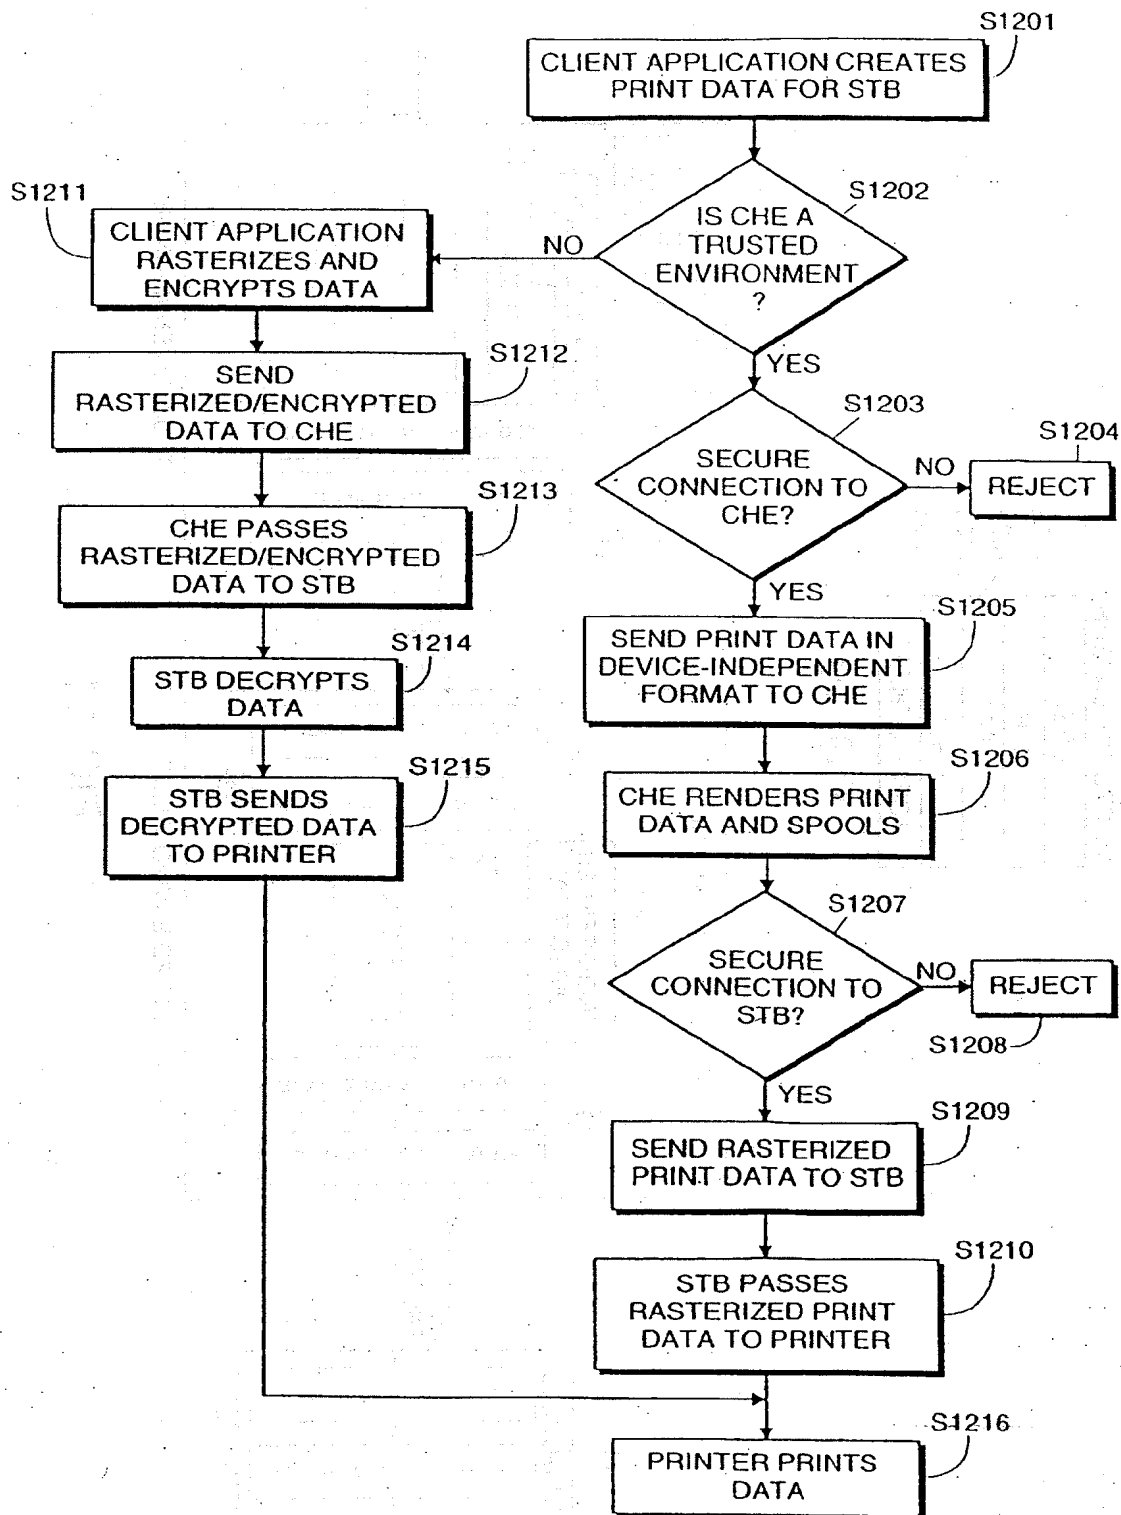 S1201
CLIENT APPLICATION CREATES
PRINT DATA FOR STB
S1202
IS CHE A
TRUSTED
ENVIRONMENT
?
NO
YES
S1211
CLIENT APPLICATION
RASTERIZES AND
ENCRYPTS DATA
S1212
SEND
RASTERIZED/ENCRYPTED
DATA TO CHE
S1213
CHE PASSES
RASTERIZED/ENCRYPTED
DATA TO STB
S1214
STB DECRYPTS
DATA
S1215
STB SENDS
DECRYPTED DATA
TO PRINTER
S1203
SECURE
CONNECTION TO
CHE?
NO
S1204
REJECT
YES
S1205
SEND PRINT DATA IN
DEVICE-INDEPENDENT
FORMAT TO CHE
S1206
CHE RENDERS PRINT
DATA AND SPOOLS
S1207
SECURE
CONNECTION TO
STB?
NO
REJECT
S1208
YES
S1209
SEND RASTERIZED
PRINT DATA TO STB
S1210
STB PASSES
RASTERIZED PRINT
DATA TO PRINTER
S1216
PRINTER PRINTS
DATA